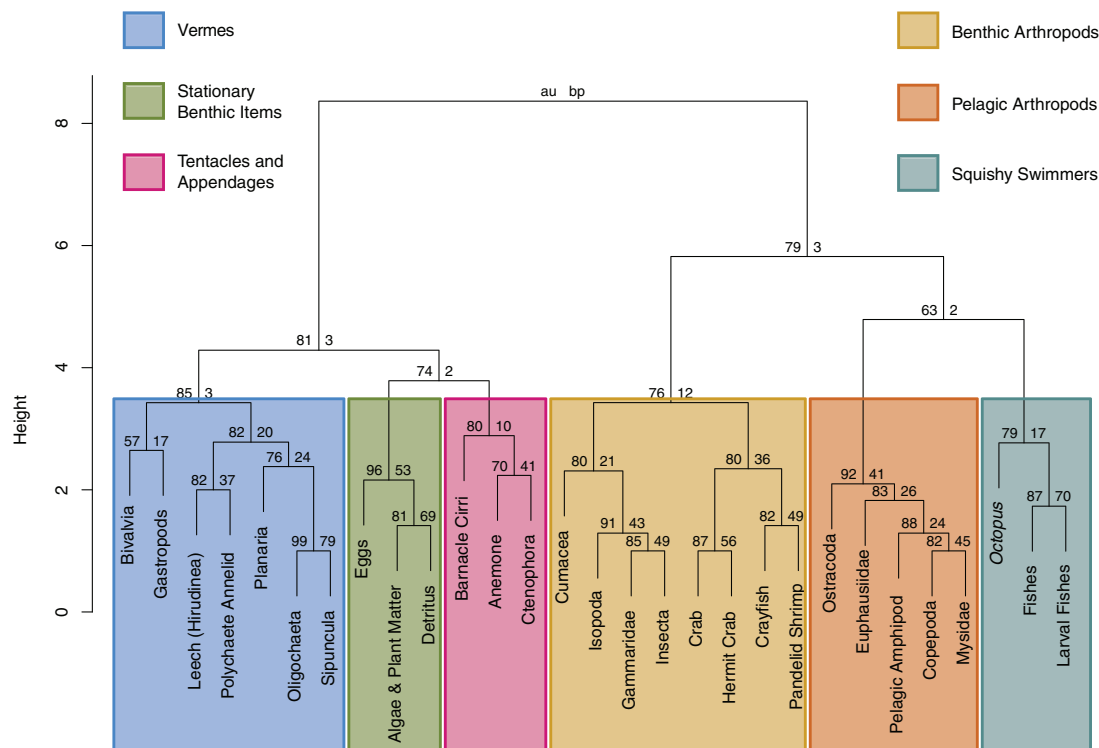 Vermes
Stationary
Benthic Items
Tentacles and
Appendages
Benthic Arthropods
Pelagic Arthropods
Squishy Swimmers
Height
8
6
4
2
0
au bp
79 3
63 2
81 3
74 2
85 3
76 12
57 17
82 20
76 24
82 37
99 79
96 53
81 69
80 10
70 41
80 21
91 43
85 49
80 36
87 56
82 49
92 41
83 26
88 24
82 45
79 17
87 70
Bivalvia
Gastropods
Leech (Hirudinea)
Polychaete Annelid
Planaria
Oligochaeta
Sipuncula
Eggs
Algae & Plant Matter
Detritus
Barnacle Cirri
Anemone
Ctenophora
Cumacea
Isopoda
Gammaridae
Insecta
Crab
Hermit Crab
Crayfish
Pandelid Shrimp
Ostracoda
Euphausiidae
Pelagic Amphipod
Copepoda
Mysidae
Octopus
Fishes
Larval Fishes